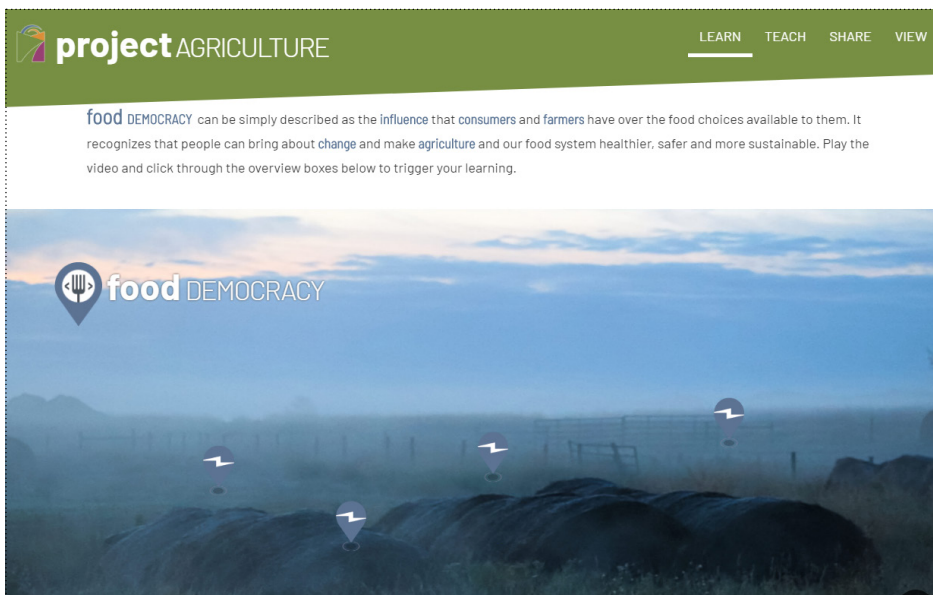 project AGRICULTURE
LEARN TEACH SHARE VIEW
food DEMOCRACY can be simply described as the influence that consumers and farmers have over the food choices available to them. It
recognizes that people can bring about change and make agriculture and our food system healthier, safer and more sustainable. Play the
video and click through the overview boxes below to trigger your learning.
food DEMOCRACY